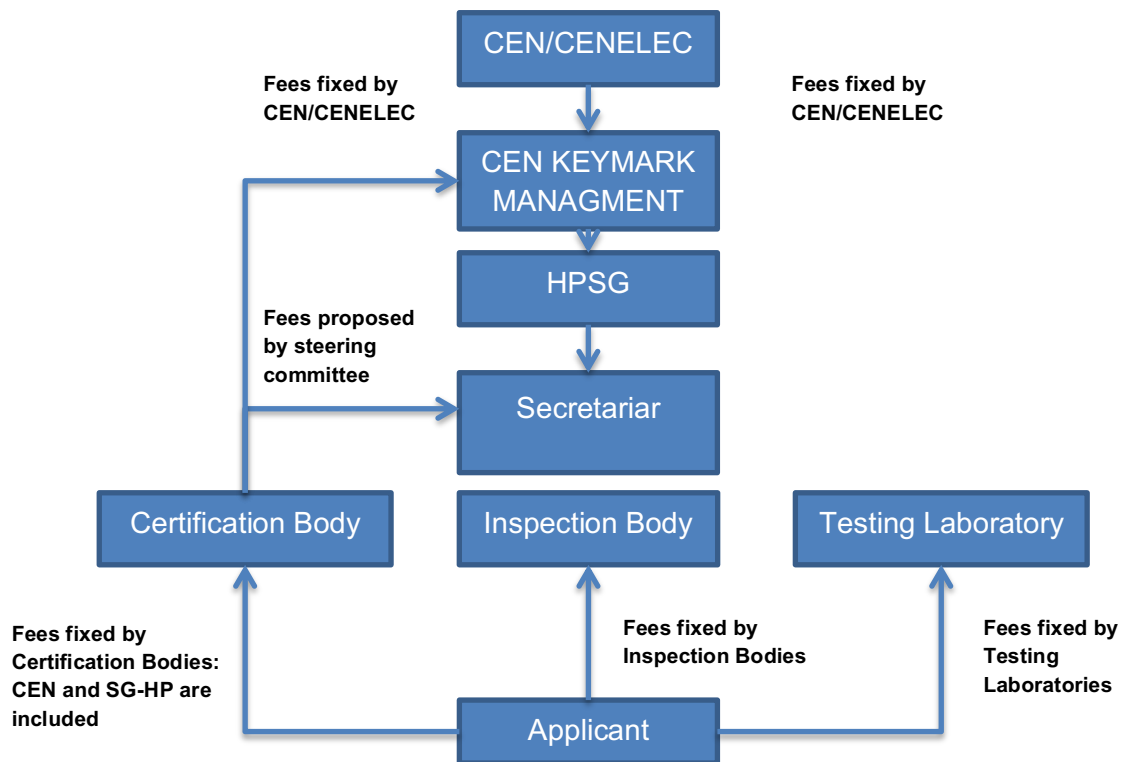 CEN/CENELEC
Fees fixed by
CEN/CENELEC
Fees fixed by
CEN/CENELEC
CEN KEYMARK
MANAGMENT
HPSG
Fees proposed
by steering
committee
Secretariar
Certification Body
Inspection Body
Testing Laboratory
Fees fixed by
Certification Bodies:
CEN and SG-HP are
included
Fees fixed by
Inspection Bodies
Fees fixed by
Testing
Laboratories
Applicant